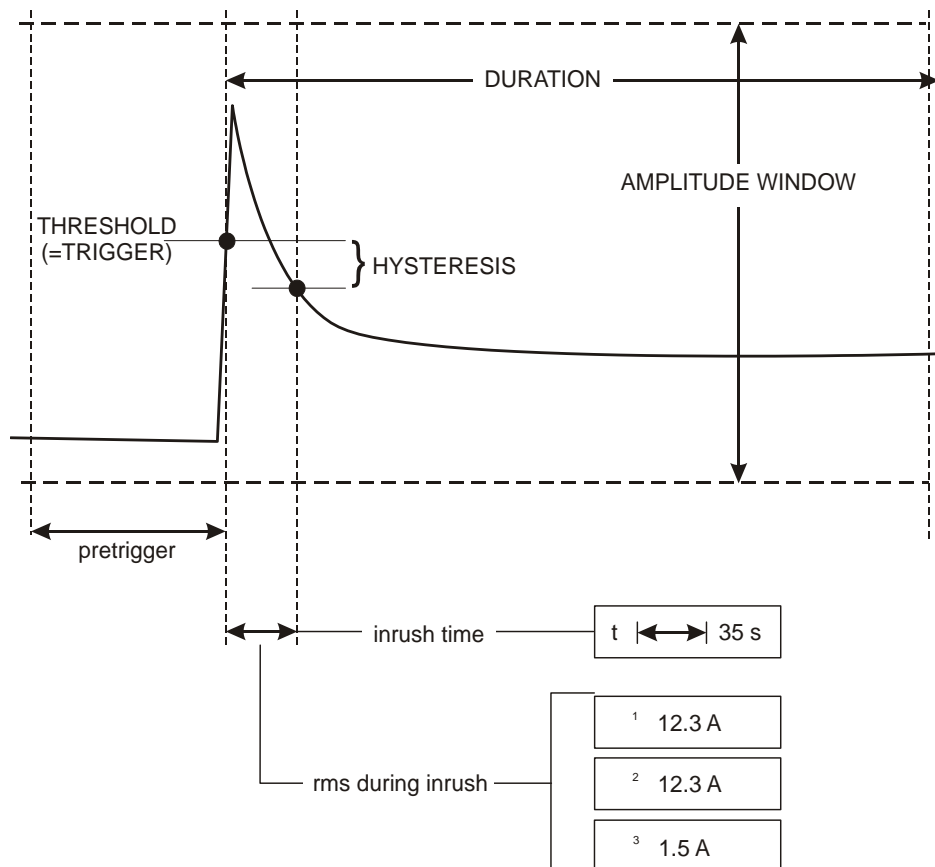 DURATION
AMPLITUDE WINDOW
THRESHOLD
(=TRIGGER)
HYSTERESIS
pretrigger
inrush time
t 35 s
1 12.3 A
rms during inrush
2 12.3 A
3 1.5 A